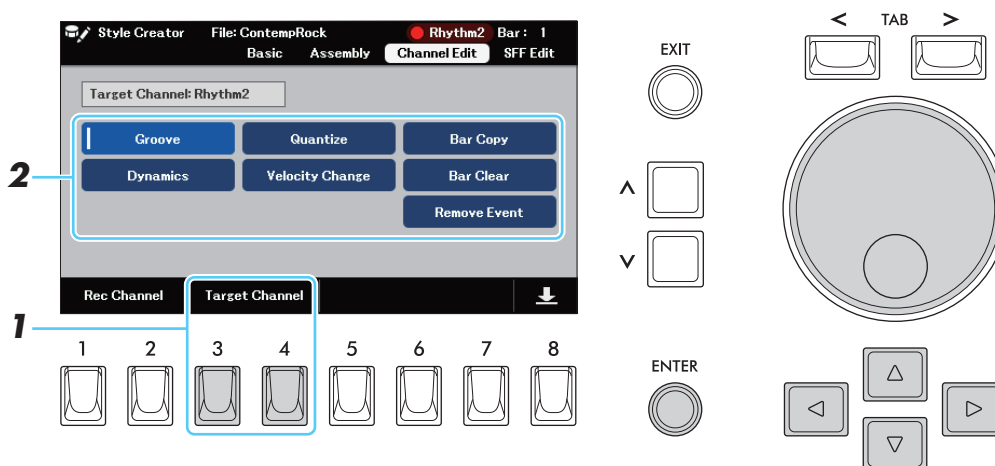 Style Creator File: ContempRock Rhythm2 Bar: 1
Basic Assembly Channel Edit SFF Edit
Target Channel: Rhythm2
Groove Quantize Bar Copy
Dynamics Velocity Change Bar Clear
Remove Event
Rec Channel Target Channel
2
1
1 2 3 4 5 6 7 8
EXIT
ENTER
< TAB >